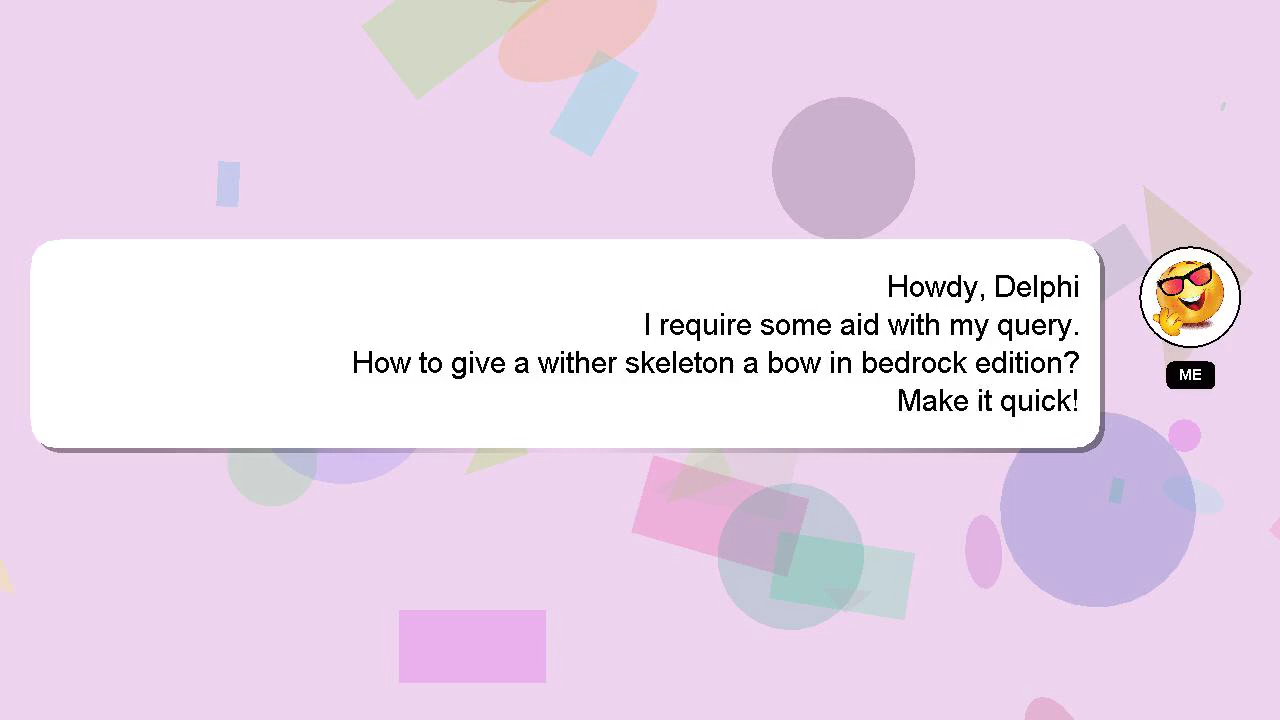 Howdy, Delphi
I require some aid with my query.
How to give a wither skeleton a bow in bedrock edition?
Make it quick!
ME